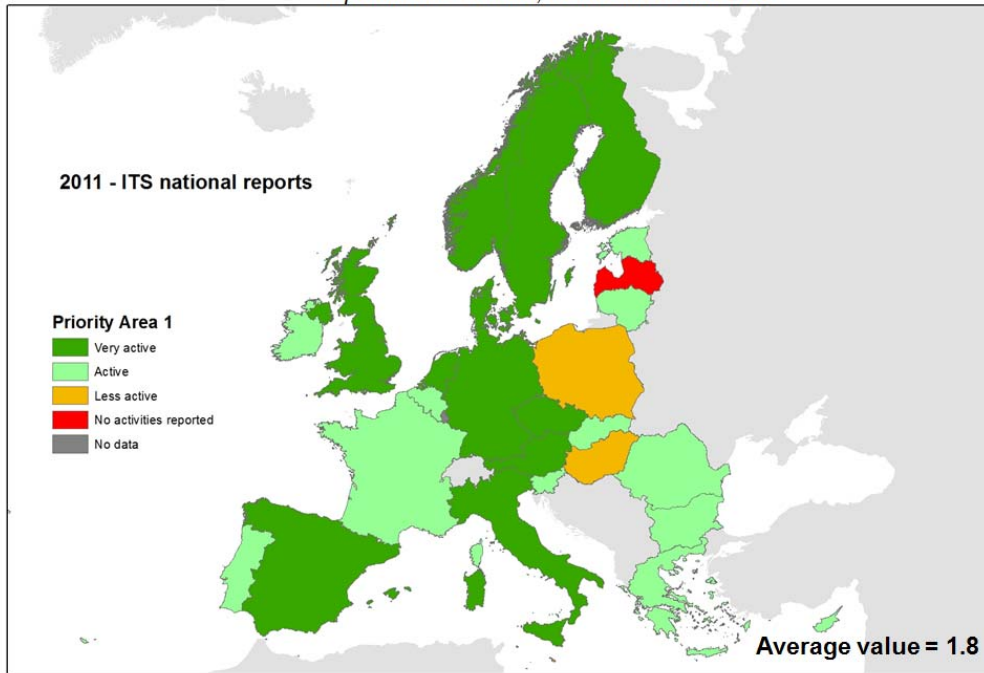 2011 - ITS national reports
Priority Area 1
Very active
Active
Less active
No activities reported
No data
Average value = 1.8